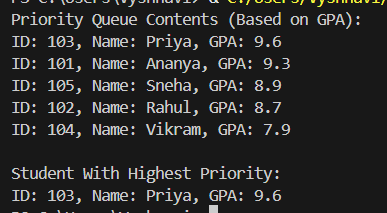 Priority Queue Contents (Based on GPA):
ID: 103, Name: Priya, GPA: 9.6
ID: 101, Name: Ananya, GPA: 9.3
ID: 105, Name: Sneha, GPA: 8.9
ID: 102, Name: Rahul, GPA: 8.7
ID: 104, Name: Vikram, GPA: 7.9
Student With Highest Priority:
ID: 103, Name: Priya, GPA: 9.6